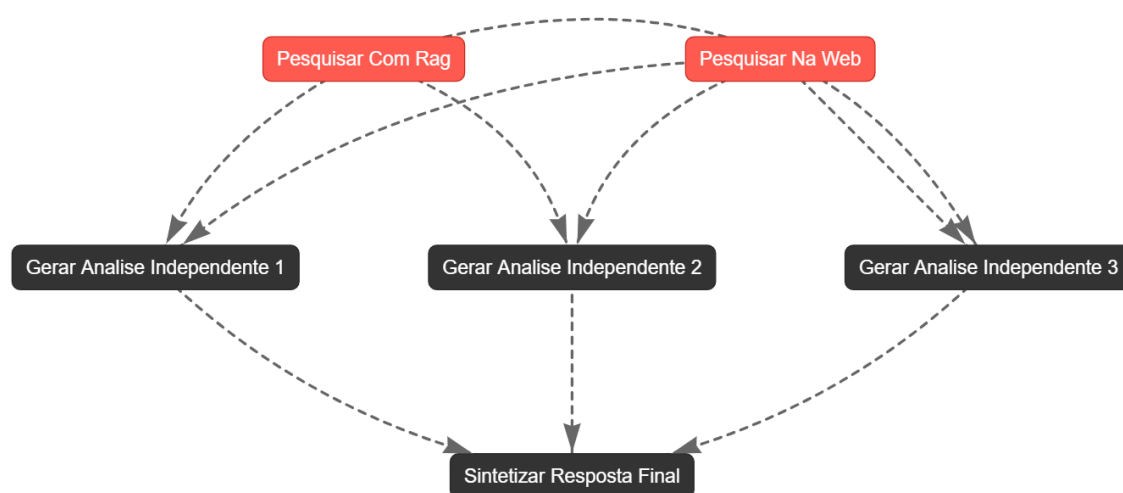 Pesquisar Com Rag
Pesquisar Na Web
Gerar Analise Independente 1
Gerar Analise Independente 2
Gerar Analise Independente 3
Sintetizar Resposta Final